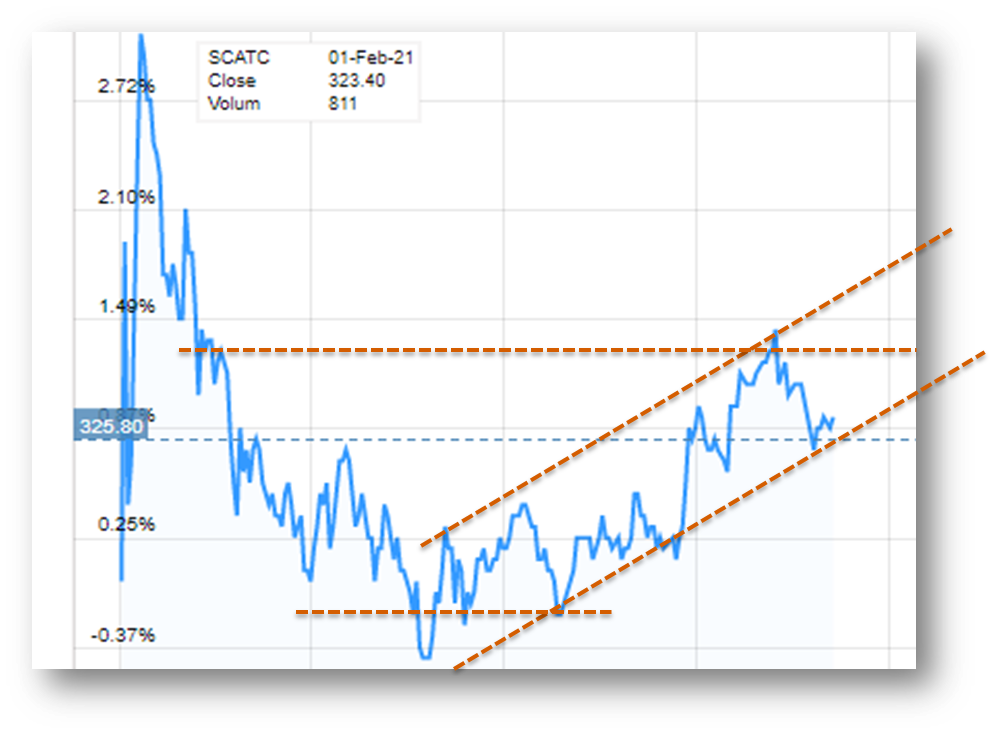 SCATC 01-Feb-21
Close 323.40
Volum 811
2.72%
2.10%
1.49%
0.87%
325.80
0.25%
-0.37%